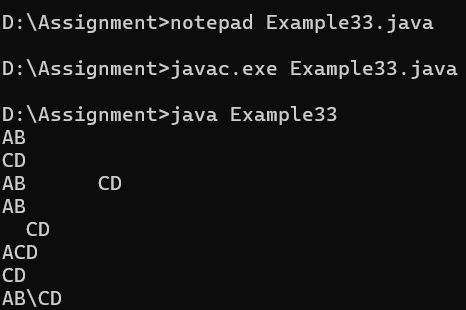 D:\Assignment>notepad Example33.java
D:\Assignment>javac.exe Example33.java
D:\Assignment>java Example33
AB
CD
AB      CD
AB
  CD
ACD
CD
AB\CD